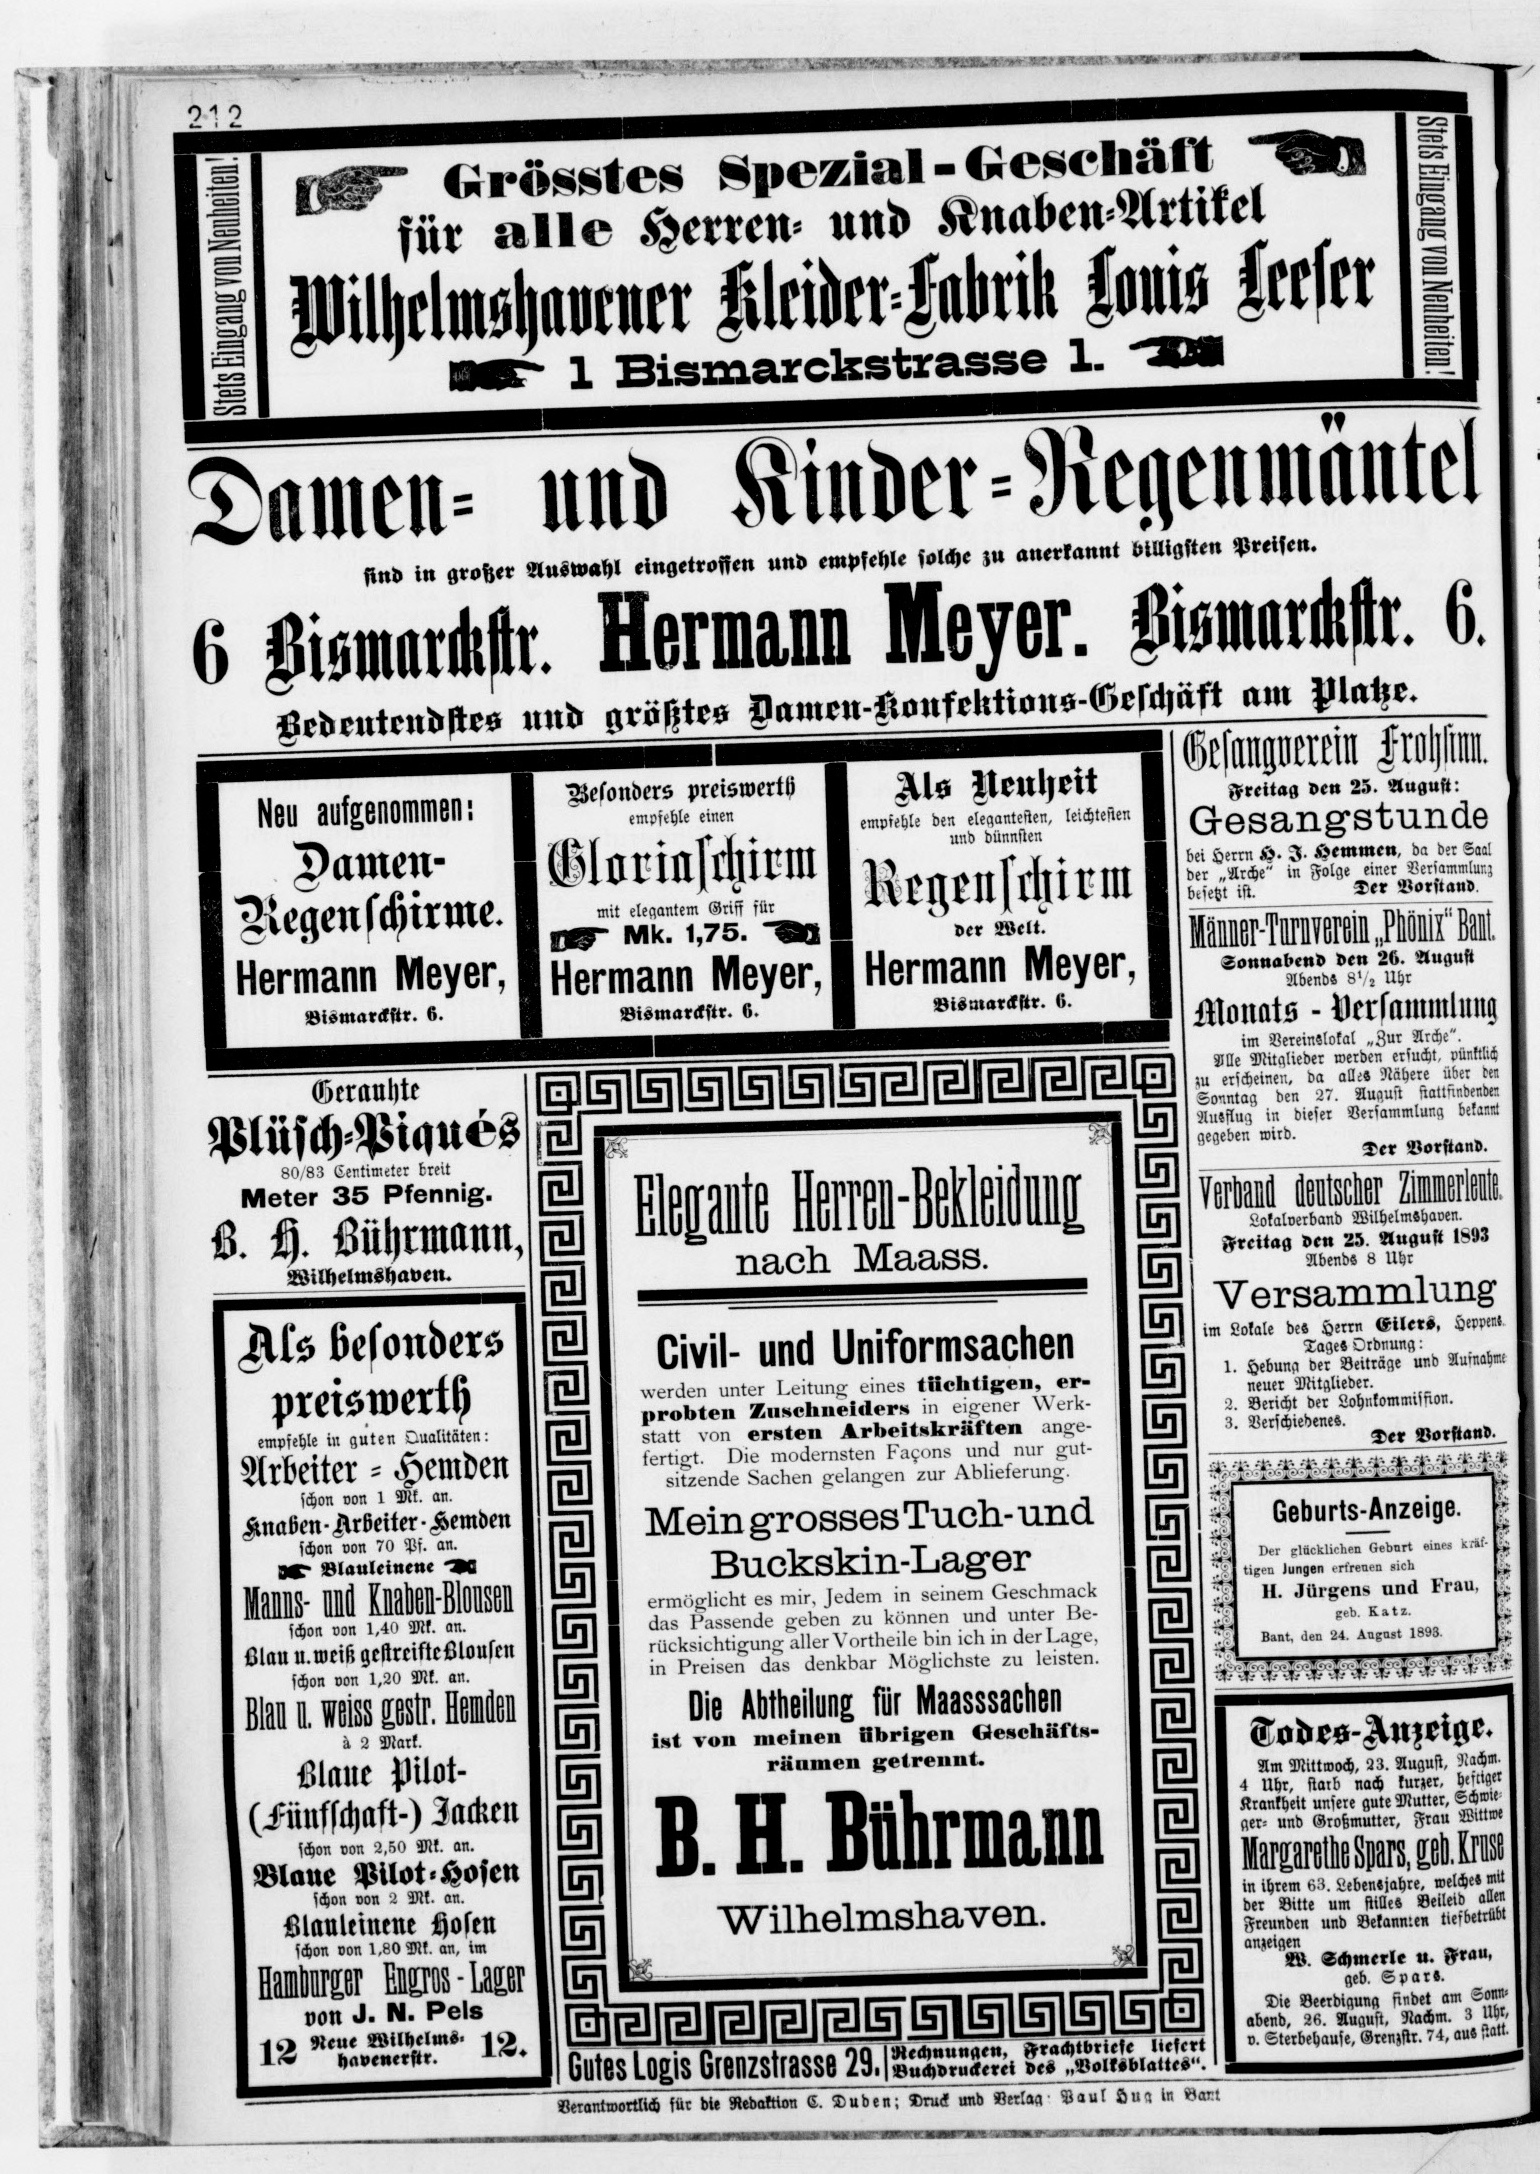 212
Stets Eingang von Neuheiten!
Grösstes Spezial-Geschäft
für alle Herren- und Knaben-Artikel
Wilhelmshavener Kleider-Fabrik Louis Leeser
1 Bismarckstrasse 1.
Stets Eingang von Neuheiten!
Damen- und Kinder-Regenmäntel
sind in großer Auswahl eingetroffen und empfehle solche zu anerkannt billigsten Preisen.
6 Bismarckstr. Hermann Meyer. Bismarckstr. 6.
Bedeutendstes und größtes Damen-Konfektions-Geschäft am Platze.
Neu aufgenommen:
Damen-
Regenschirme.
Hermann Meyer,
Bismarckstr. 6.
Besonders preiswerth
empfehle einen
Gloriaschirm
mit elegantem Griff für
Mk. 1,75.
Hermann Meyer,
Bismarckstr. 6.
Als Neuheit
empfehle den elegantesten, leichtesten
und dünnsten
Regenschirm
der Welt.
Hermann Meyer,
Bismarckstr. 6.
Gerauhte
Plüsch-Piqués
80/83 Centimeter breit
Meter 35 Pfennig.
B. H. Bührmann,
Wilhelmshaven.
Als besonders
preiswerth
empfehle in guten Qualitäten:
Arbeiter-Hemden
schon von 1 Mk. an.
Knaben-Arbeiter-Hemden
schon von 70 Pf. an.
Blauleinene
Manns- und Knaben-Blousen
schon von 1,40 Mk. an.
Blau u. weiß gestreifte Blousen
schon von 1,20 Mk. an.
Blau u. weiss gestr. Hemden
à 2 Mark.
Blaue Pilot-
(Fünfschaft-) Jacken
schon von 2,50 Mk. an.
Blaue Pilot-Hosen
schon von 2 Mk. an.
Blauleinene Hosen
schon von 1,80 Mk. an, im
Hamburger Engros-Lager
von J. N. Pels
12 Neue Wilhelms-
havenerstr. 12.
Elegante Herren-Bekleidung
nach Maass.
Civil- und Uniformsachen
werden unter Leitung eines tüchtigen, er-
probten Zuschneiders in eigener Werk-
statt von ersten Arbeitskräften ange-
fertigt. Die modernsten Façons und nur gut-
sitzende Sachen gelangen zur Ablieferung.
Mein grosses Tuch- und
Buckskin-Lager
ermöglicht es mir, Jedem in seinem Geschmack
das Passende geben zu können und unter Be-
rücksichtigung aller Vortheile bin ich in der Lage,
in Preisen das denkbar Möglichste zu leisten.
Die Abtheilung für Maasssachen
ist von meinen übrigen Geschäfts-
räumen getrennt.
B. H. Bührmann
Wilhelmshaven.
Gutes Logis Grenzstrasse 29.
Rechnungen, Frachtbriefe liefert
Buchdruckerei des „Volksblattes“.
Gesangverein Frohsinn.
Freitag den 25. August:
Gesangstunde
bei Herrn H. J. Hemmen, da der Saal
der „Arche“ in Folge einer Versammlung
besetzt ist. Der Vorstand.
Männer-Turnverein „Phönix“ Bant.
Sonnabend den 26. August
Abends 8½ Uhr
Monats-Versammlung
im Vereinslokal „Zur Arche“.
Alle Mitglieder werden ersucht, pünktlich
zu erscheinen, da alles Nähere über den
Sonntag den 27. August stattfindenden
Ausflug in dieser Versammlung bekannt
gegeben wird.
Der Vorstand.
Verband deutscher Zimmerleute.
Lokalverband Wilhelmshaven.
Freitag den 25. August 1893
Abends 8 Uhr
Versammlung
im Lokale des Herrn Eilers, Heppens.
Tages Ordnung:
1. Hebung der Beiträge und Aufnahme
neuer Mitglieder.
2. Bericht der Lohnkommission.
3. Verschiedenes.
Der Vorstand.
Geburts-Anzeige.
Der glücklichen Geburt eines kräf-
tigen Jungen erfreuen sich
H. Jürgens und Frau,
geb. Katz.
Bant, den 24. August 1893.
Todes-Anzeige.
Am Mittwoch, 23. August, Nachm.
4 Uhr, starb nach kurzer, heftiger
Krankheit unsere gute Mutter, Schwie-
ger- und Großmutter, Frau Wittwe
Margarethe Spars, geb. Kruse
in ihrem 63. Lebensjahre, welches mit
der Bitte um stilles Beileid allen
Freunden und Bekannten tiefbetrübt
anzeigen
W. Schmerle u. Frau,
geb. Spars.
Die Beerdigung findet am Sonn-
abend, 26. August, Nachm. 3 Uhr,
v. Sterbehause, Grenzstr. 74, aus statt.
Verantwortlich für die Redaktion C. Duden; Druck und Verlag: Paul Hug in Bant